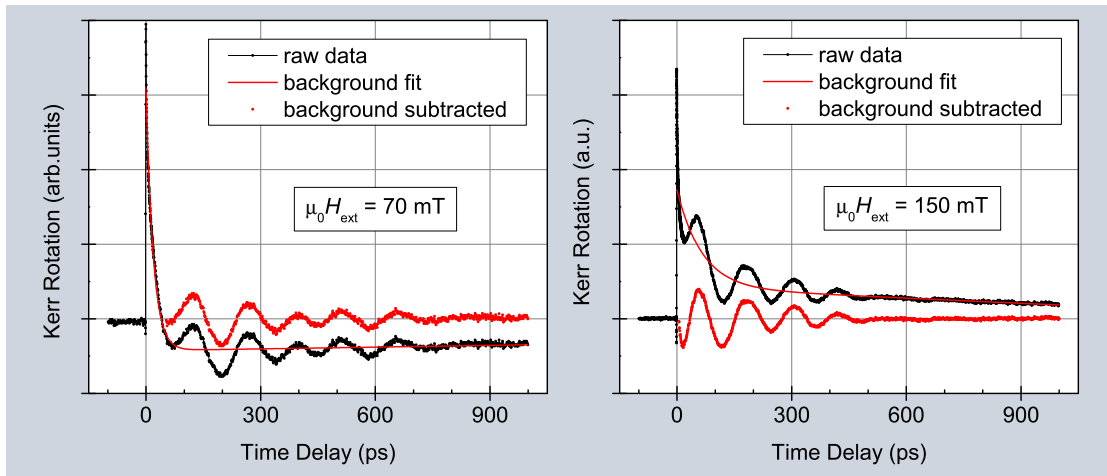 raw data
background fit
background subtracted
μ0Hext = 70 mT
Kerr Rotation (arb.units)
0 300 600 900
Time Delay (ps)
raw data
background fit
background subtracted
μ0Hext = 150 mT
Kerr Rotation (a.u.)
0 300 600 900
Time Delay (ps)